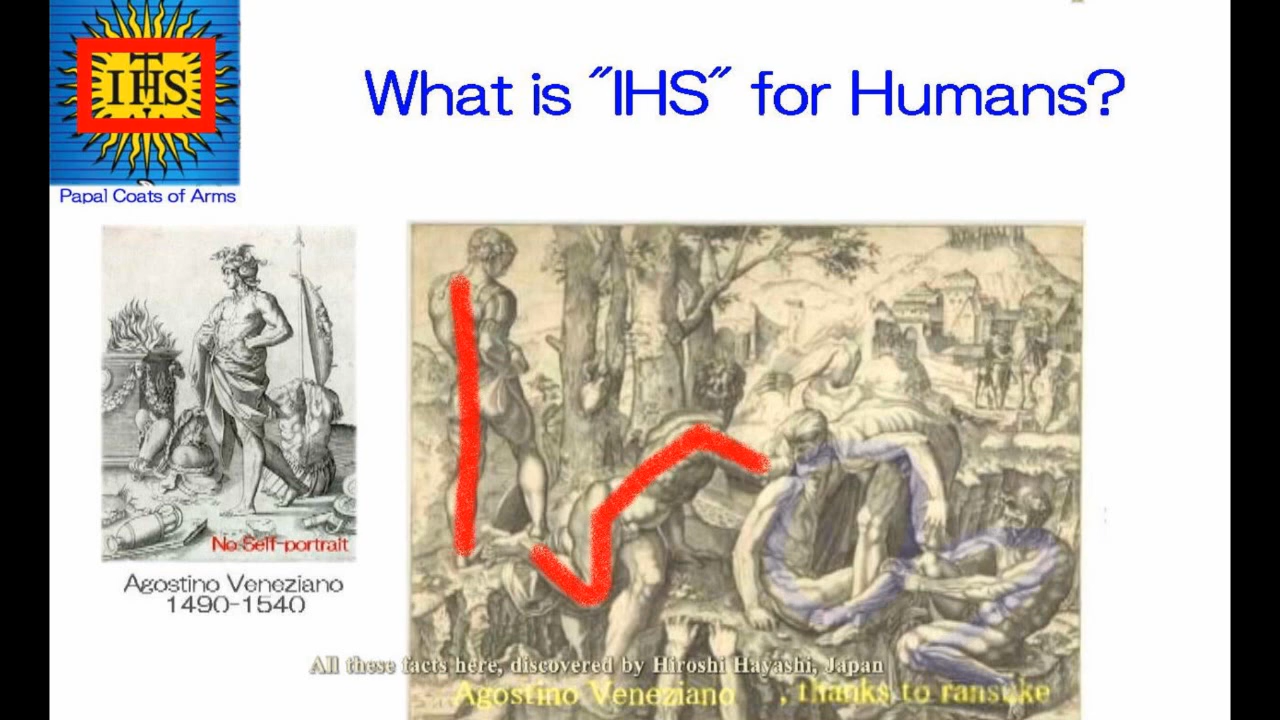 IHS
What is "IHS" for Humans?
Papal Coats of Arms
No Self-portrait
Agostino Veneziano
1490-1540
All these facts here, discovered by Hiroshi Hayashi, Japan
Agostino Veneziano , thanks to ransuke